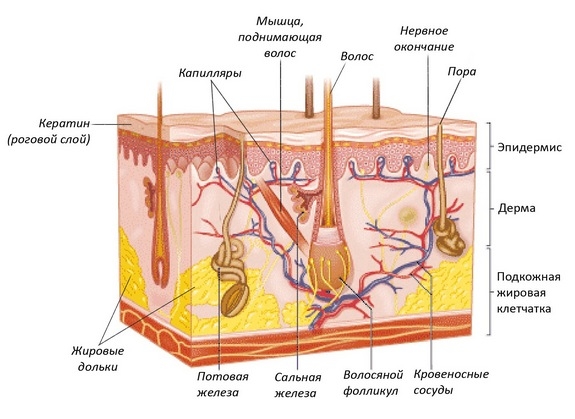 Мышца,
поднимающая
волос
Нервное
окончание
Капилляры
Волос
Пора
Кератин
(роговой слой)
Эпидермис
Дерма
Подкожная
жировая
клетчатка
Жировые
дольки
Потовая
железа
Сальная
железа
Волосяной
фолликул
Кровеносные
сосуды